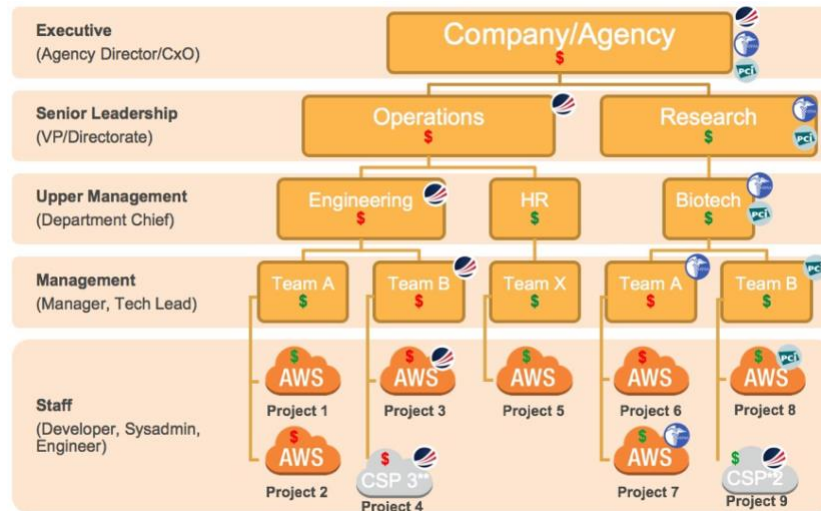 Executive
(Agency Director/CxO)
Company/Agency
$
PCi
Senior Leadership
(VP/Directorate)
Operations
$
Research
$
PCi
Upper Management
(Department Chief)
Engineering
$
HR
$
Biotech
$
PCi
Management
(Manager, Tech Lead)
Team A
$
Team B
$
Team X
$
Team A
$
Team B
$
PCi
Staff
(Developer, Sysadmin,
Engineer)
$
AWS
Project 1
$
AWS
Project 3
$
AWS
Project 5
$
AWS
Project 6
$
AWS
PCi
Project 8
$
AWS
Project 2
$
CSP 3**
Project 4
$
AWS
Project 7
$
CSP*2
Project 9